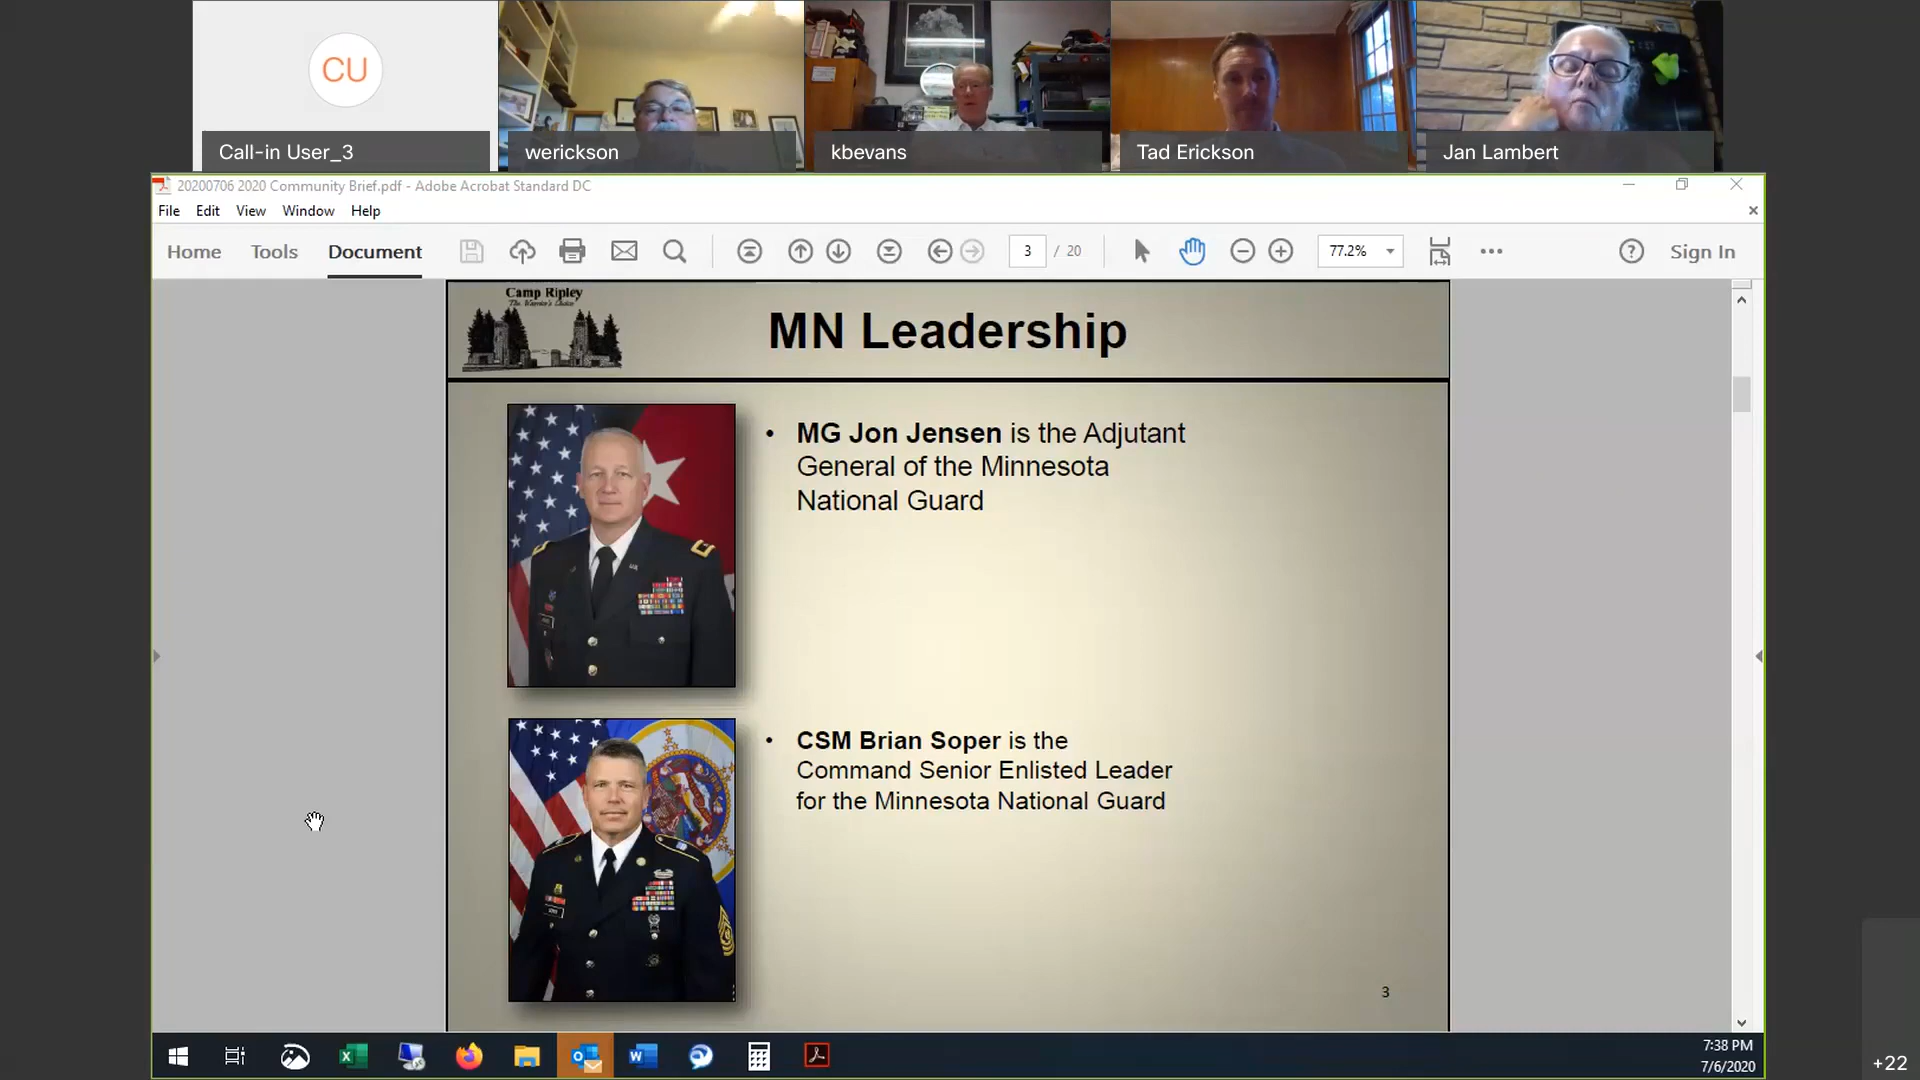 CU
Call-in User_3
werickson
kbevans
Tad Erickson
Jan Lambert
20200706 2020 Community Brief.pdf - Adobe Acrobat Standard DC
File Edit View Window Help
Home Tools Document 3 / 20 77.2% Sign In
Camp Ripley
The Warrior's Choice
MN Leadership
• MG Jon Jensen is the Adjutant
General of the Minnesota
National Guard
• CSM Brian Soper is the
Command Senior Enlisted Leader
for the Minnesota National Guard
3
7:38 PM
7/6/2020
+22